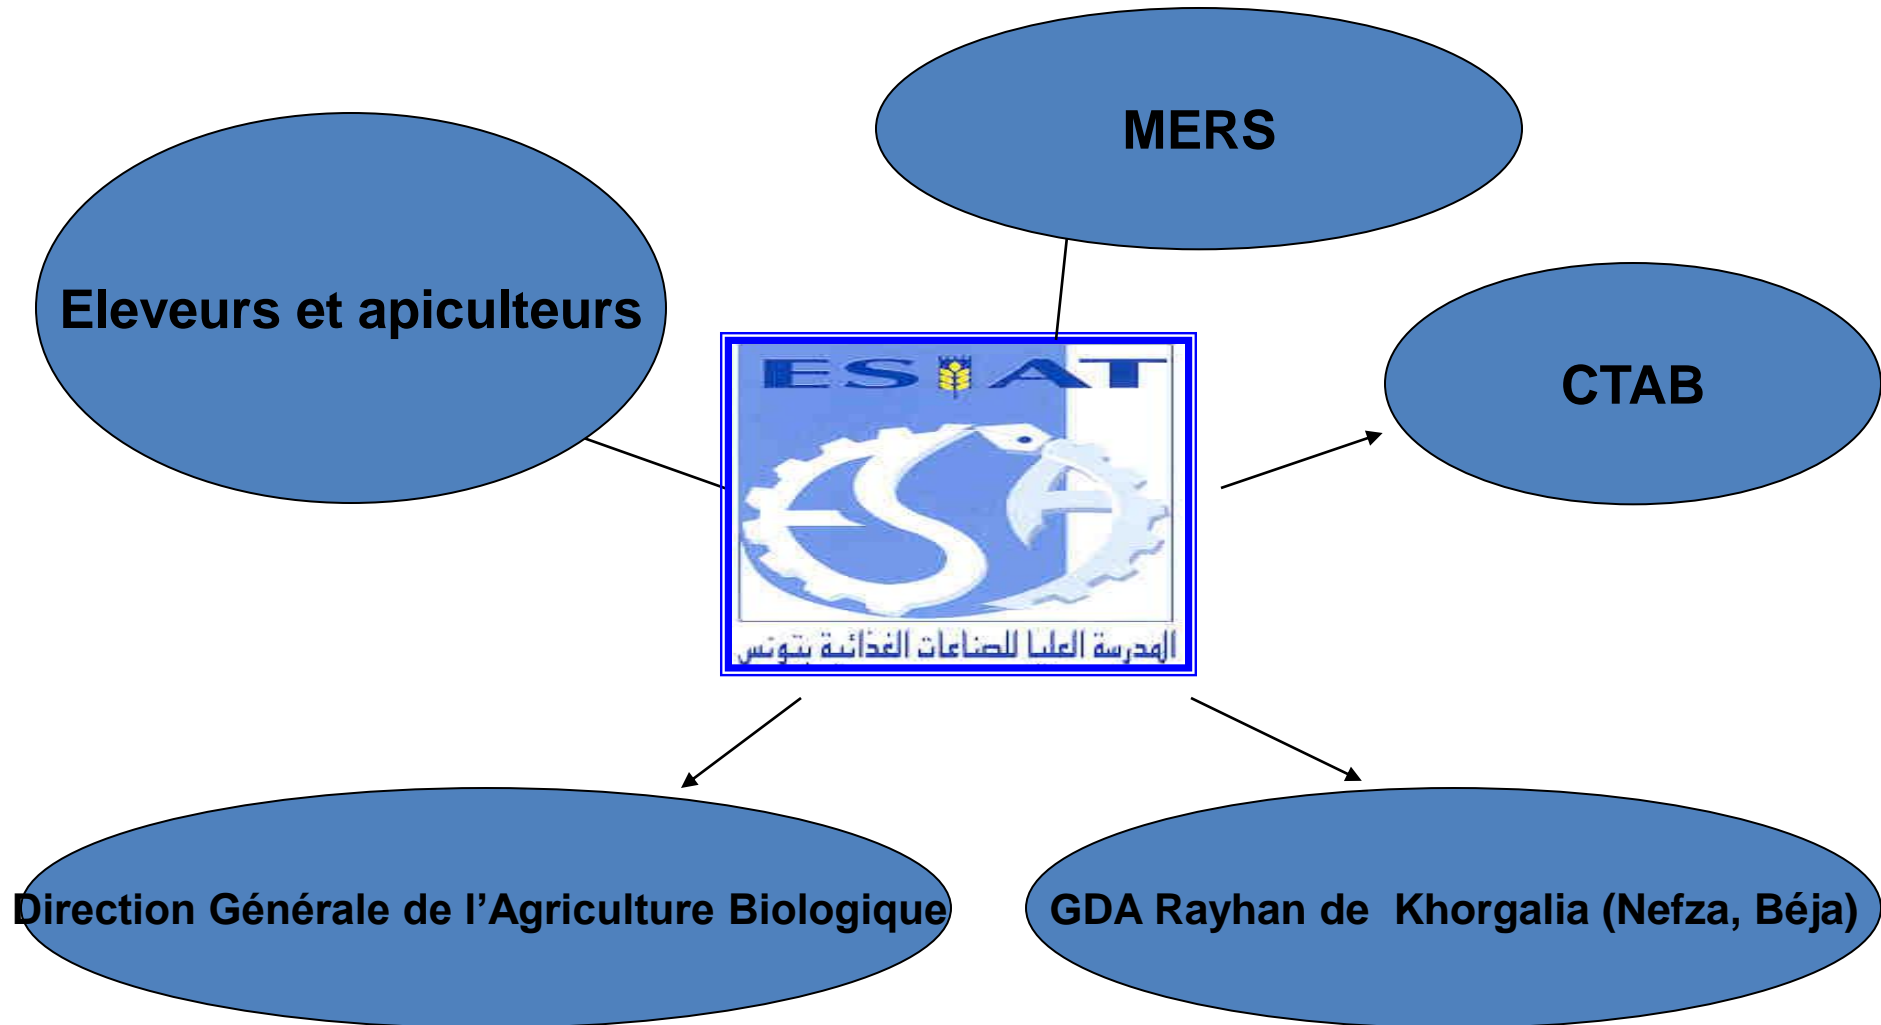 MERS
Eleveurs et apiculteurs
CTAB
ESIAT
ESA
المدرسة العليا للصناعات الغذائية بتونس
Direction Générale de l’Agriculture Biologique
GDA Rayhan de Khorgalia (Nefza, Béja)